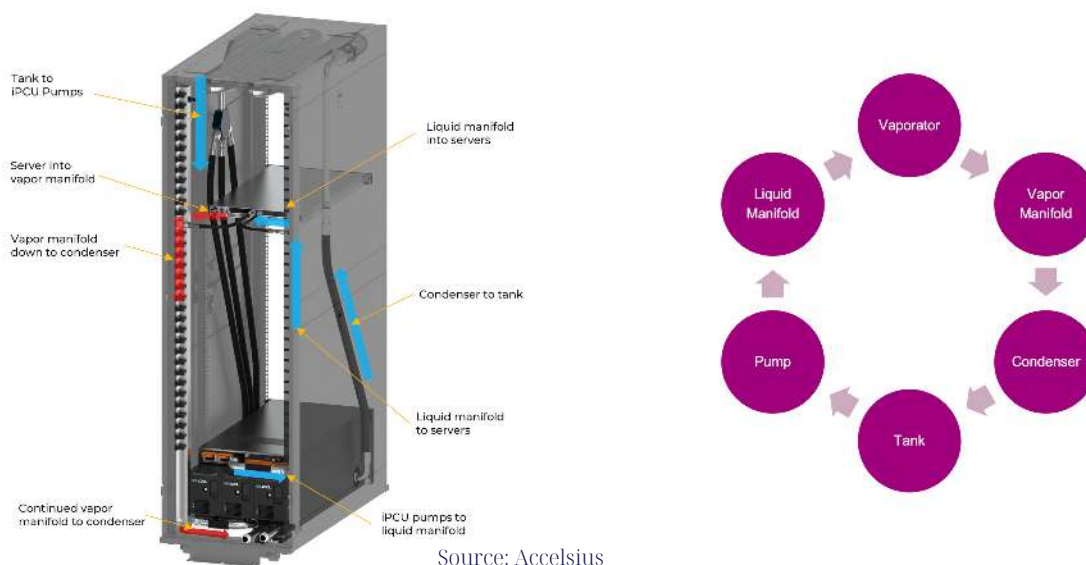 Tank to
iPCU Pumps
Server into
vapor manifold
Vapor manifold
down to condenser
Continued vapor
manifold to condenser
Liquid manifold
into servers
Condenser to tank
Liquid manifold
to servers
iPCU pumps to
liquid manifold
Vaporator
Vapor
Manifold
Condenser
Tank
Pump
Liquid
Manifold
Source: Accelsius